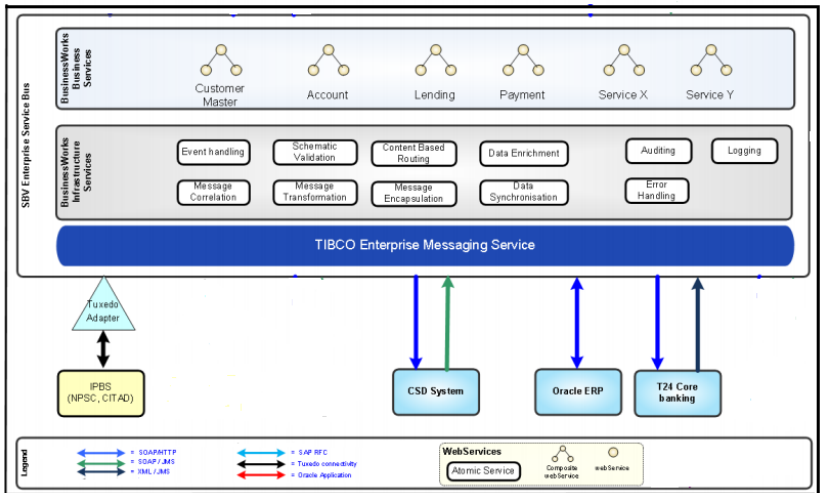 SBV Enterprise Service Bus
BusinessWorks
Business
Services
Customer
Master
Account
Lending
Payment
Service X
Service Y
BusinessWorks
Infrastructure
Services
Event handling
Schematic
Validation
Content Based
Routing
Data Enrichment
Auditing
Logging
Message
Correlation
Message
Transformation
Message
Encapsulation
Data
Synchronisation
Error
Handling
TIBCO Enterprise Messaging Service
Tuxedo
Adapter
IPBS
(NPSC, CITAD)
CSD System
Oracle ERP
T24 Core
banking
Legend
= SOAP/HTTP
= SOAP / JMS
= XML / JMS
= SAP RFC
= Tuxedo connectivity
= Oracle Application
WebServices
Atomic Service
Composite
webService
webService